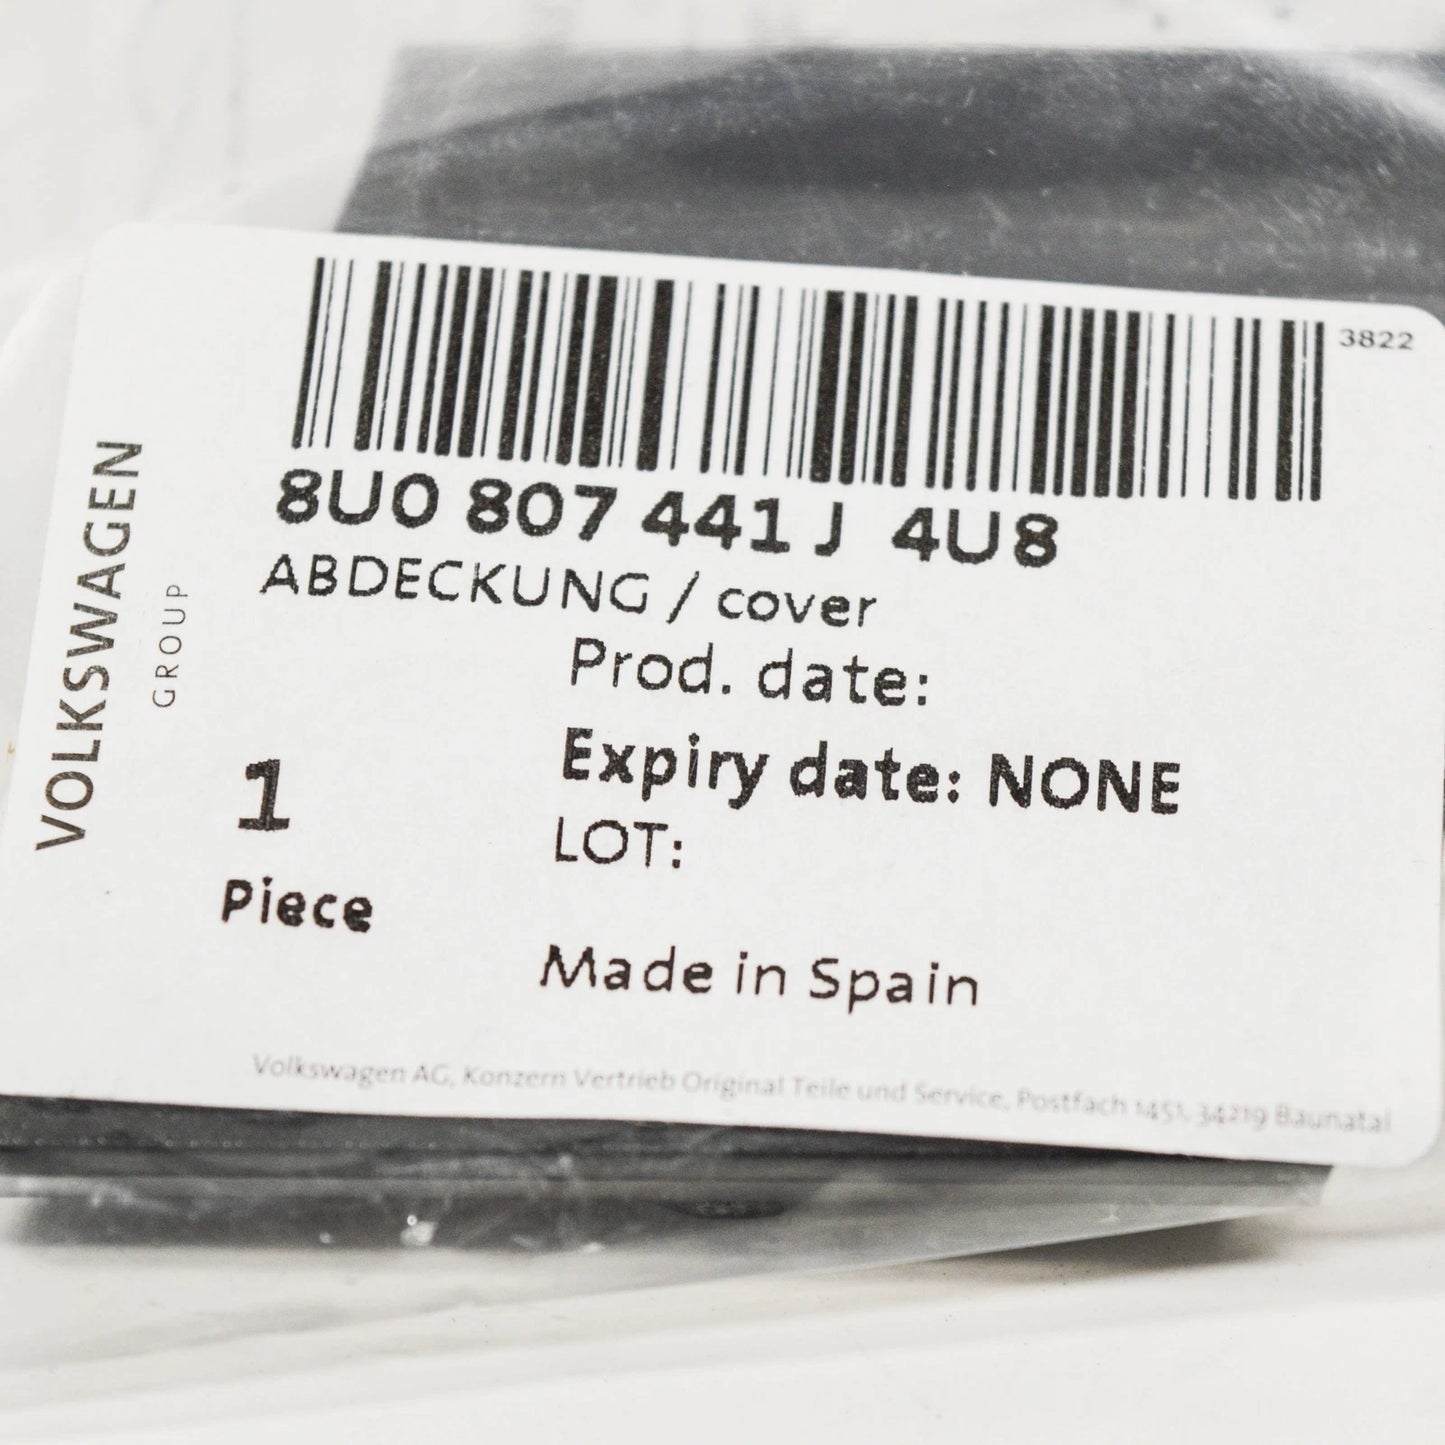 3822
8U0 807 441 J 4U8
ABDECKUNG / cover
Prod. date:
Expiry date: NONE
LOT:
1
Piece
Made in Spain
VOLKSWAGEN
GROUP
Volkswagen AG, Konzern Vertrieb Original Teile und Service, Postfach 1451, 34219 Baunatal